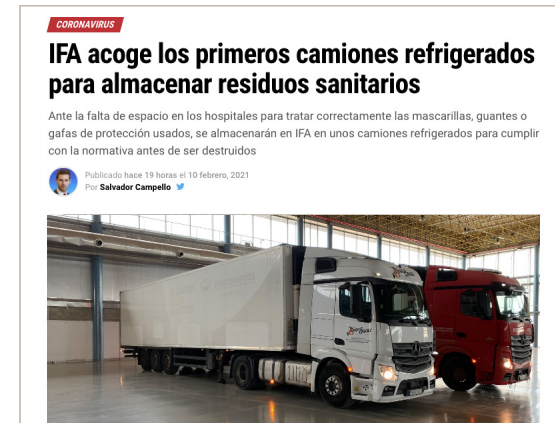 CORONAVIRUS
IFA acoge los primeros camiones refrigerados
para almacenar residuos sanitarios
Ante la falta de espacio en los hospitales para tratar correctamente las mascarillas, guantes o
gafas de protección usados, se almacenarán en IFA en unos camiones refrigerados para cumplir
con la normativa antes de ser destruidos
Publicado hace 19 horas el 10 febrero, 2021
Por Salvador Campello